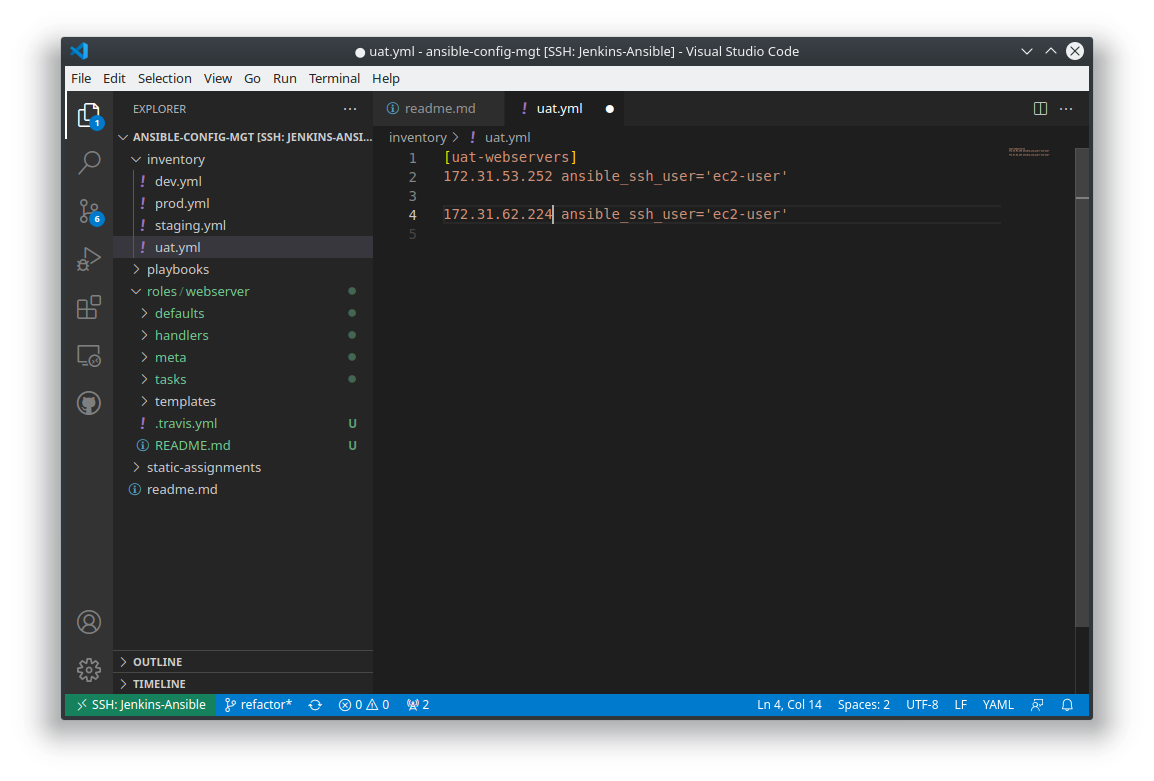 uat.yml - ansible-config-mgt [SSH: Jenkins-Ansible] - Visual Studio Code
File Edit Selection View Go Run Terminal Help
EXPLORER
ANSIBLE-CONFIG-MGT [SSH: JENKINS-ANSI...
inventory
! dev.yml
! prod.yml
! staging.yml
! uat.yml
playbooks
roles/webserver
defaults
handlers
meta
tasks
templates
! .travis.yml U
README.md U
static-assignments
readme.md
OUTLINE
TIMELINE
1
6
readme.md ! uat.yml
inventory > ! uat.yml
1 [uat-webservers]
2 172.31.53.252 ansible_ssh_user='ec2-user'
3
4 172.31.62.224 ansible_ssh_user='ec2-user'
5
SSH: Jenkins-Ansible refactor* 0 0 2 Ln 4, Col 14 Spaces: 2 UTF-8 LF YAML